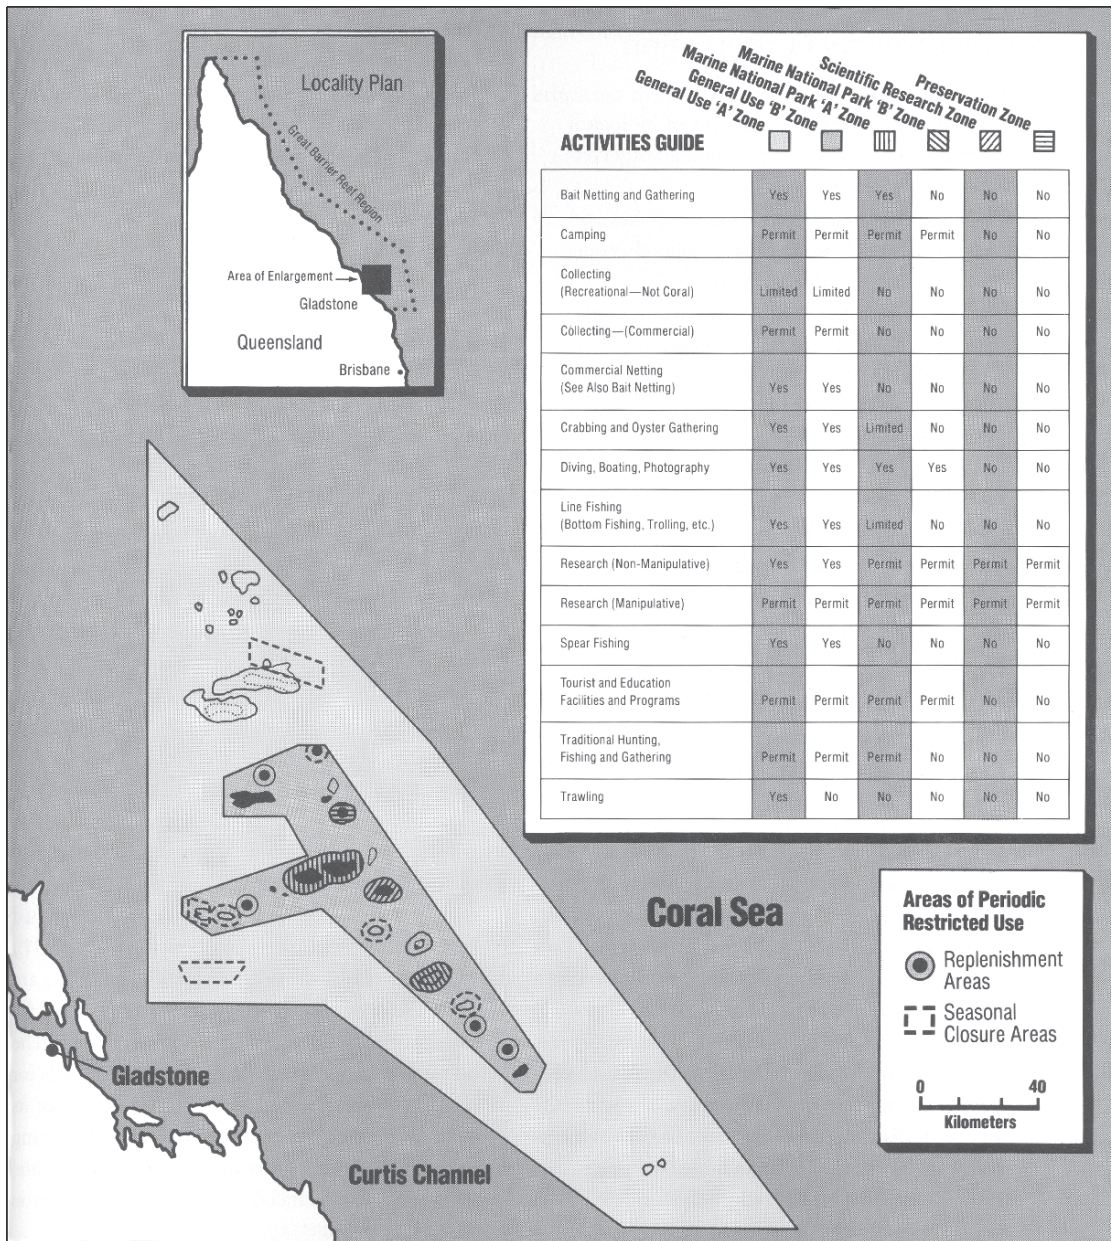 Locality Plan
Great Barrier Reef Region
Area of Enlargement
Gladstone
Queensland
Brisbane
General Use 'A' Zone
General Use 'B' Zone
Marine National Park 'A' Zone
Marine National Park 'B' Zone
Scientific Research Zone
Preservation Zone
ACTIVITIES GUIDE
Bait Netting and Gathering Yes Yes Yes No No No
Camping Permit Permit Permit Permit No No
Collecting
(Recreational—Not Coral) Limited Limited No No No No
Collecting—(Commercial) Permit Permit No No No No
Commercial Netting
(See Also Bait Netting) Yes Yes No No No No
Crabbing and Oyster Gathering Yes Yes Limited No No No
Diving, Boating, Photography Yes Yes Yes Yes No No
Line Fishing
(Bottom Fishing, Trolling, etc.) Yes Yes Limited No No No
Research (Non-Manipulative) Yes Yes Permit Permit Permit Permit
Research (Manipulative) Permit Permit Permit Permit Permit Permit
Spear Fishing Yes Yes No No No No
Tourist and Education
Facilities and Programs Permit Permit Permit Permit No No
Traditional Hunting,
Fishing and Gathering Permit Permit Permit No No No
Trawling Yes No No No No No
Coral Sea
Areas of Periodic
Restricted Use
Replenishment
Areas
Seasonal
Closure Areas
0 40
Kilometers
Gladstone
Curtis Channel